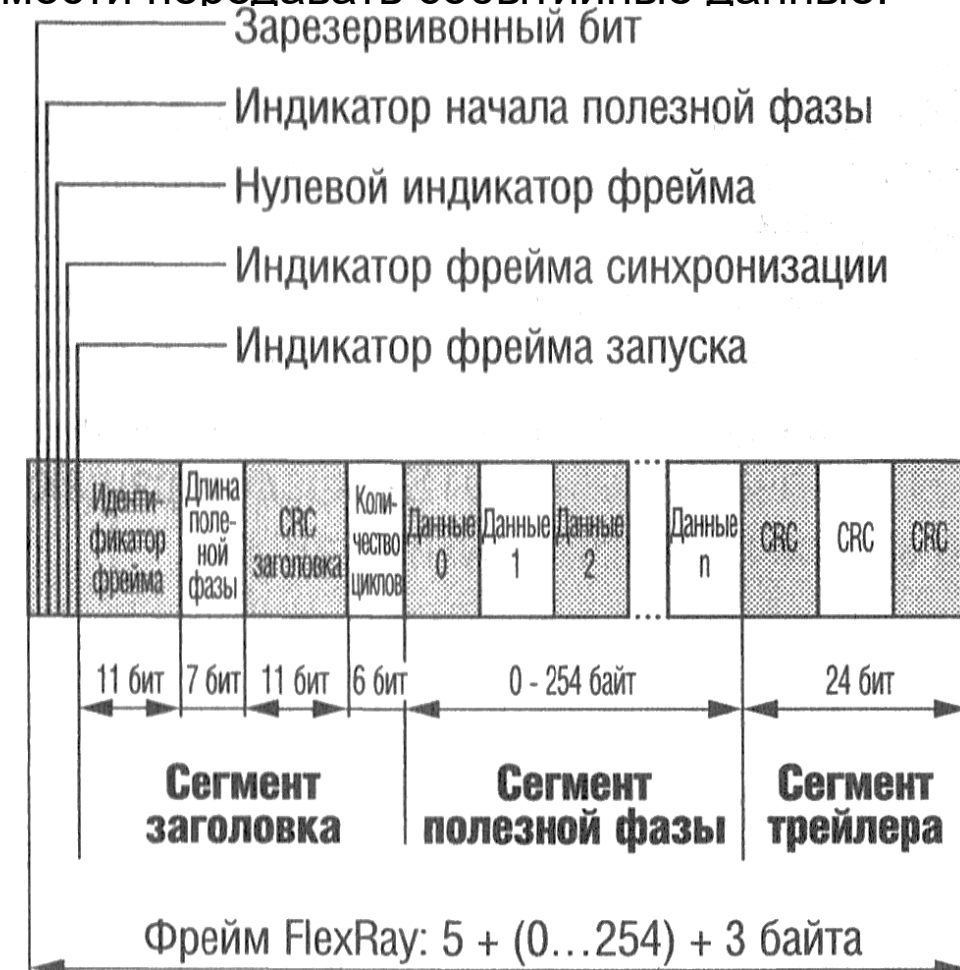 передавать событийные данные.
Зарезервивонный бит
Индикатор начала полезной фазы
Нулевой индикатор фрейма
Индикатор фрейма синхронизации
Индикатор фрейма запуска
Иденти-
фикатор
фрейма
Длина
поле-
ной
фазы
CRC
заголовка
Коли-
чество
циклов
Данные
0
Данные
1
Данные
2
...
...
Данные
n
CRC
CRC
CRC
11 бит
7 бит
11 бит
6 бит
0 - 254 байт
24 бит
Сегмент
заголовка
Сегмент
полезной фазы
Сегмент
трейлера
Фрейм FlexRay: 5 + (0...254) + 3 байта